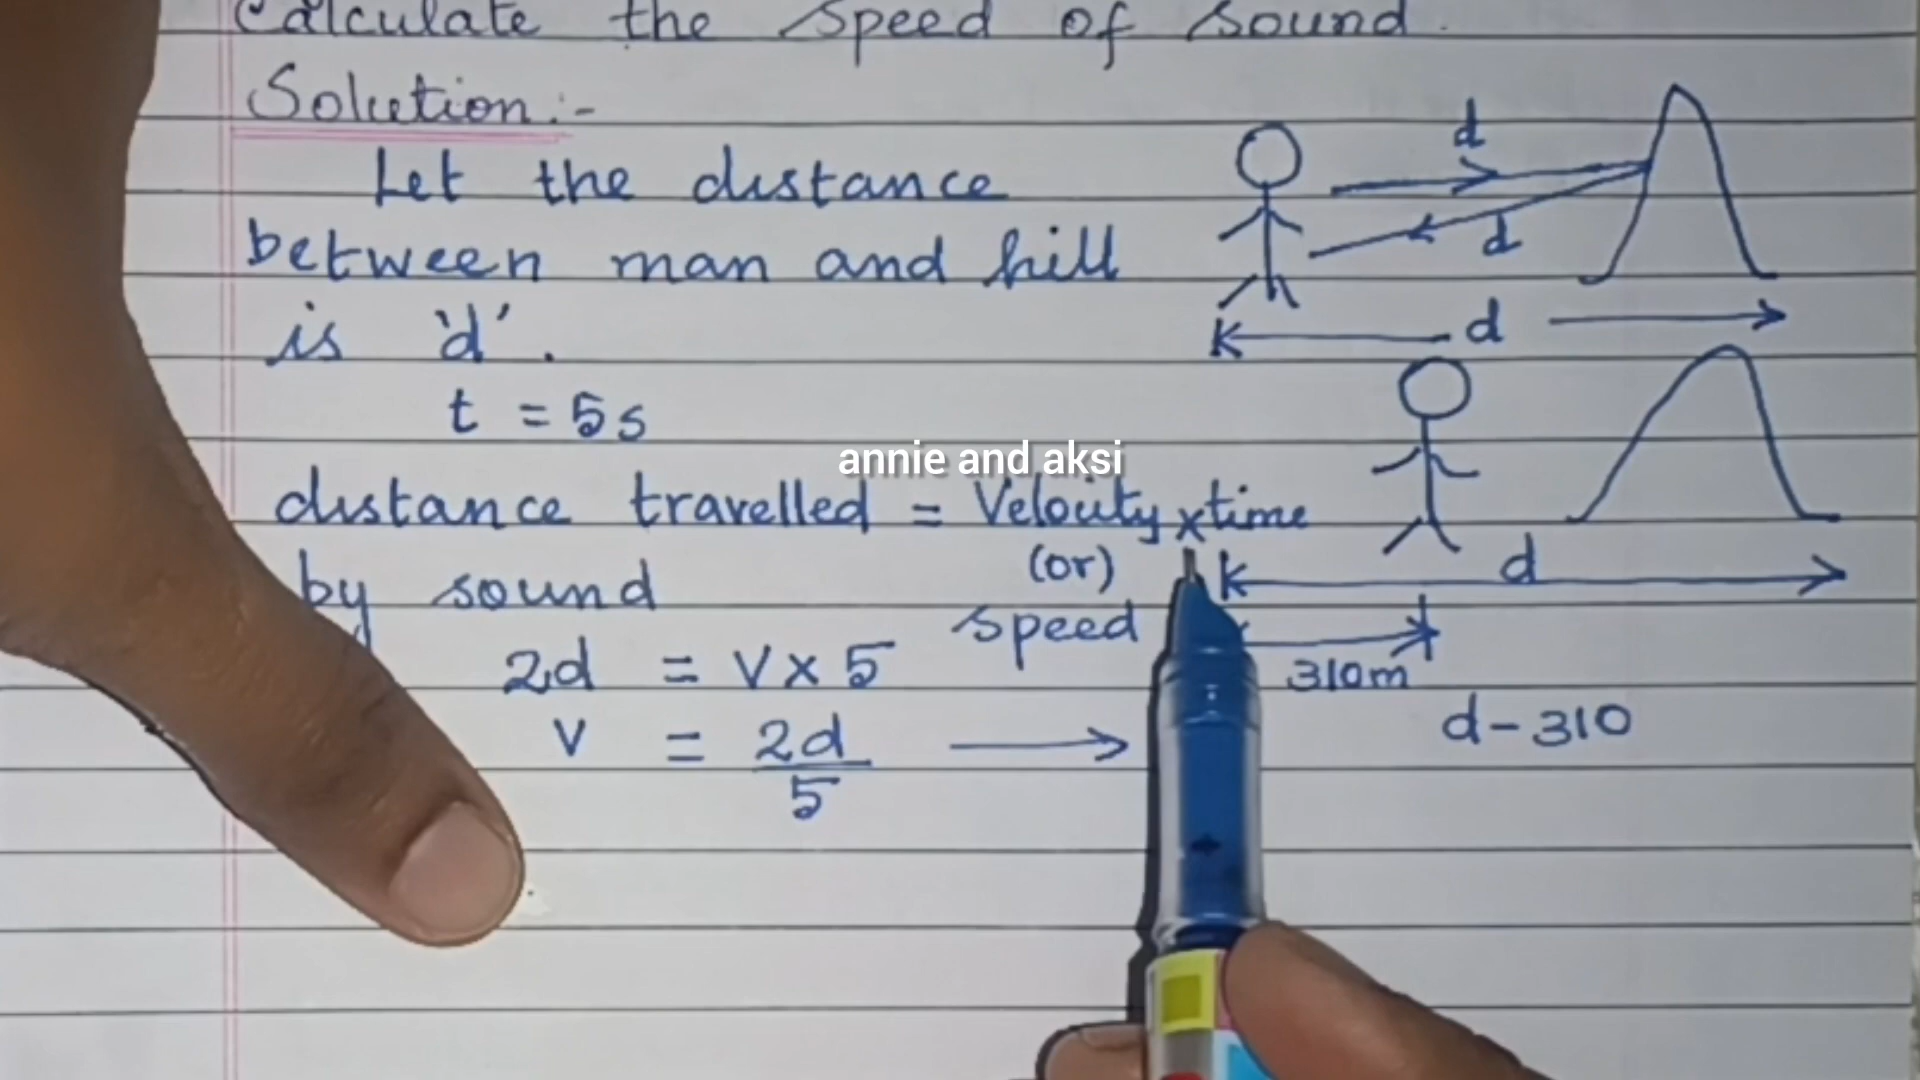 Calculate the speed of sound.
Solution:-
Let the distance
between man and hill
is 'd'.
t = 5s
distance travelled = Velocity x time
by sound (or)
speed
2d = V x 5
V = 2d/5
d
d
d
d
310m
d - 310
annie and aksi